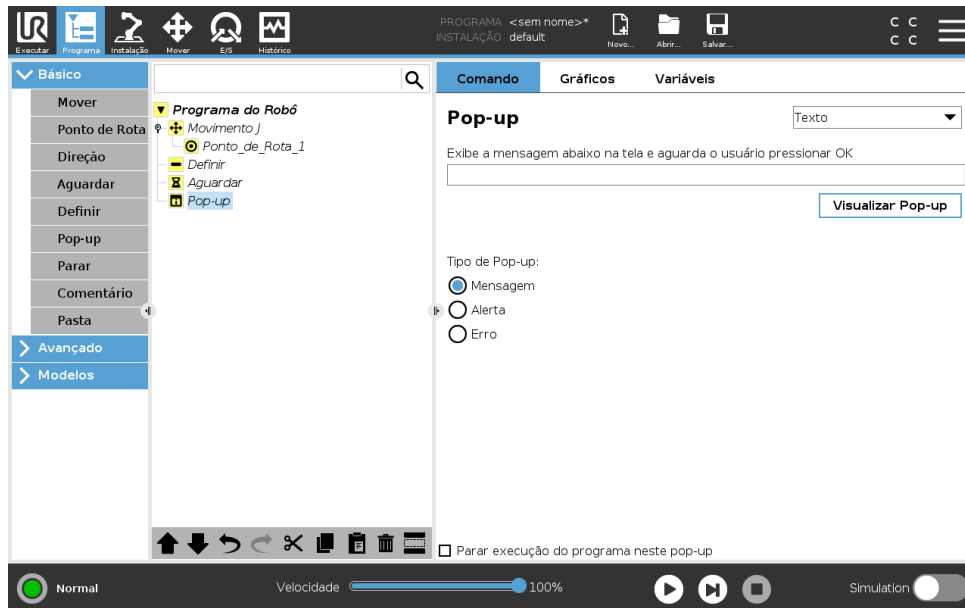 PROGRAMA <sem nome>*
INSTALAÇÃO default
UR
Executar
Programa
Instalação
Mover
E/S
Histórico
Novo...
Abrir...
Salvar...
C C
C C
Básico
Mover
Ponto de Rota
Direção
Aguardar
Definir
Pop-up
Parar
Comentário
Pasta
Avançado
Modelos
Programa do Robô
Movimento J
Ponto_de_Rota_1
Definir
Aguardar
Pop-up
Comando Gráficos Variáveis
Pop-up
Texto
Exibe a mensagem abaixo na tela e aguarda o usuário pressionar OK
Visualizar Pop-up
Tipo de Pop-up:
Mensagem
Alerta
Erro
Parar execução do programa neste pop-up
Normal
Velocidade 100%
Simulation